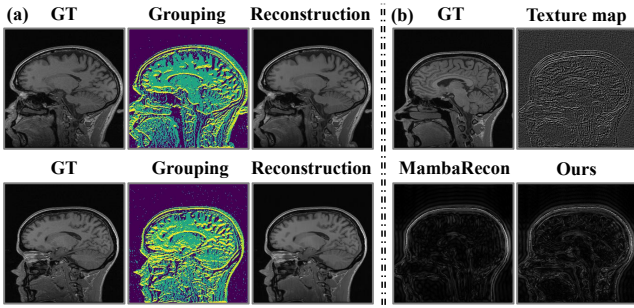 (a) GT Grouping Reconstruction
(b) GT Texture map
GT Grouping Reconstruction
MambaRecon Ours